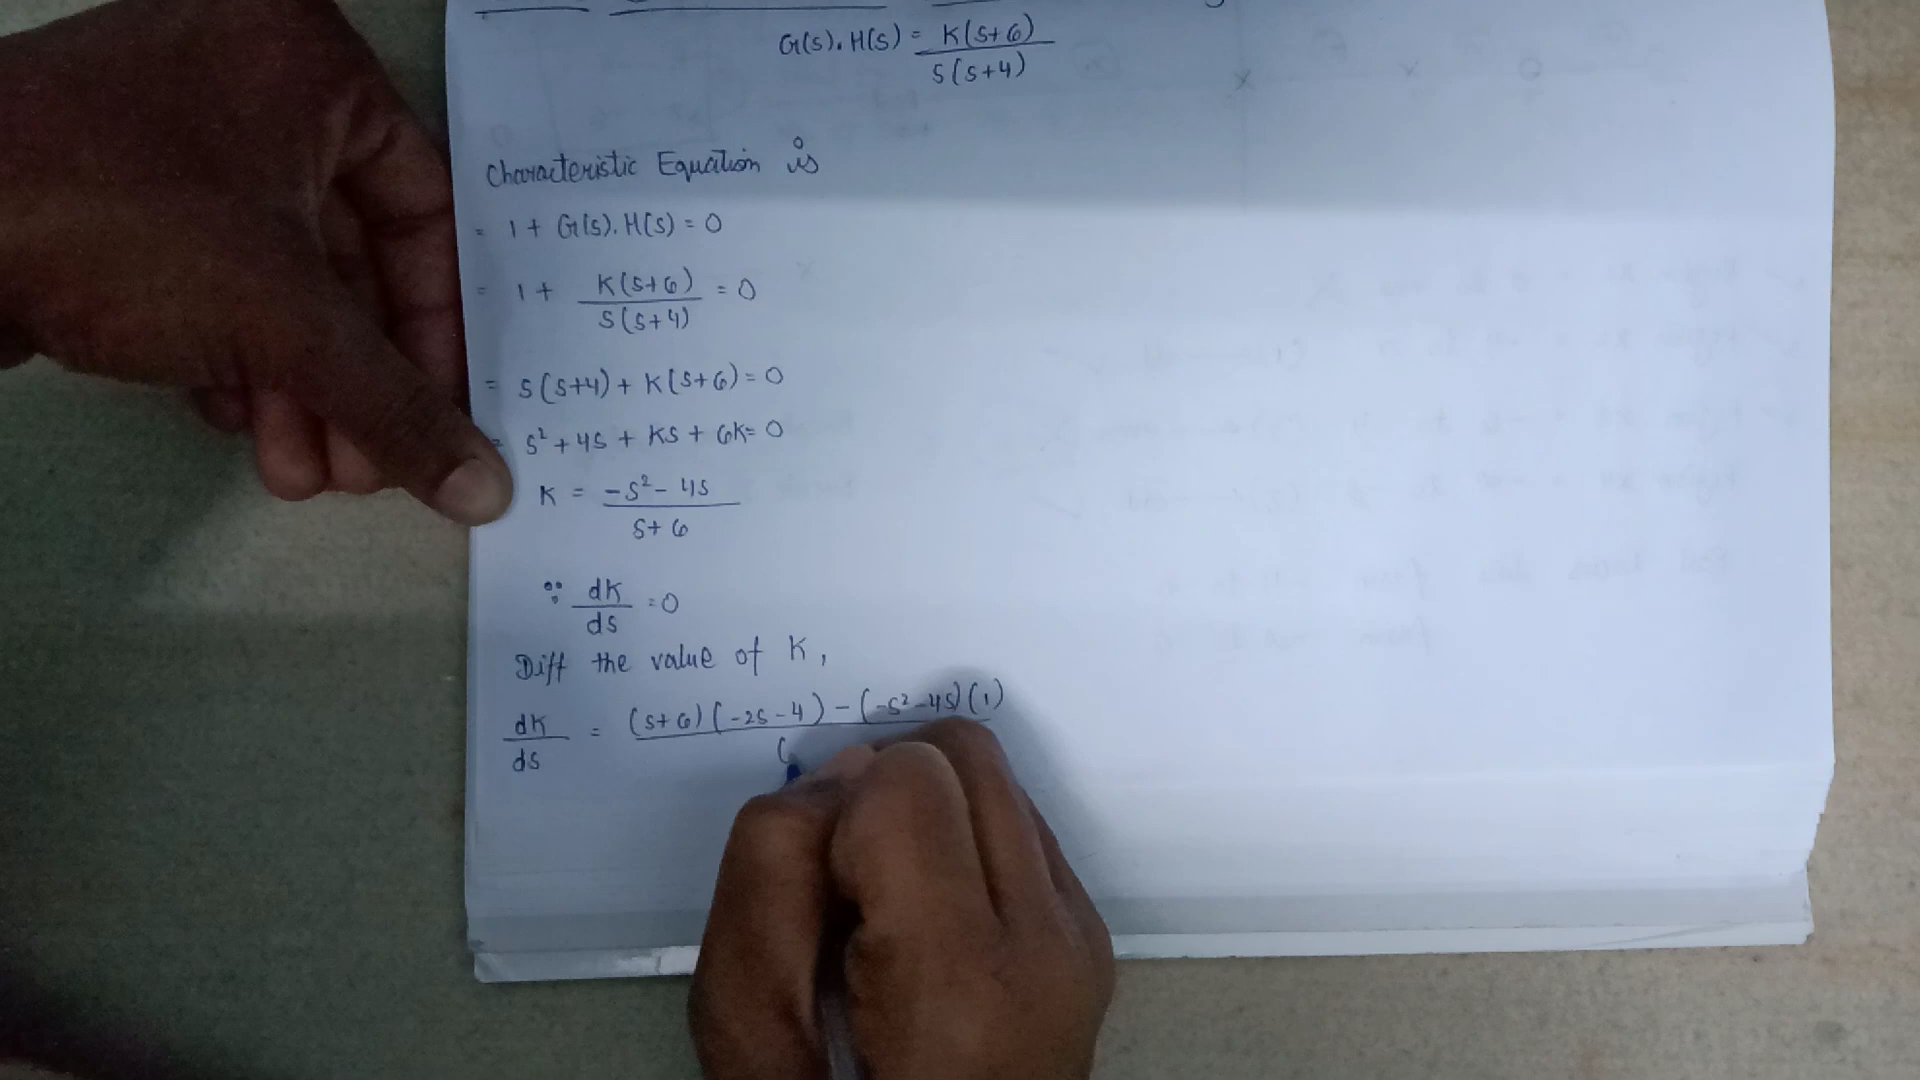 G(s).H(s) = K(s+6) / s(s+4)
Characteristic Equation is
= 1 + G(s).H(s) = 0
= 1 + K(s+6) / s(s+4) = 0
= s(s+4) + K(s+6) = 0
= s² + 4s + Ks + 6K = 0
K = -s² - 4s / s+6
∵ dK/ds = 0
Diff the value of K,
dK/ds = (s+6)(-2s-4) - (-s²-4s)(1) / (